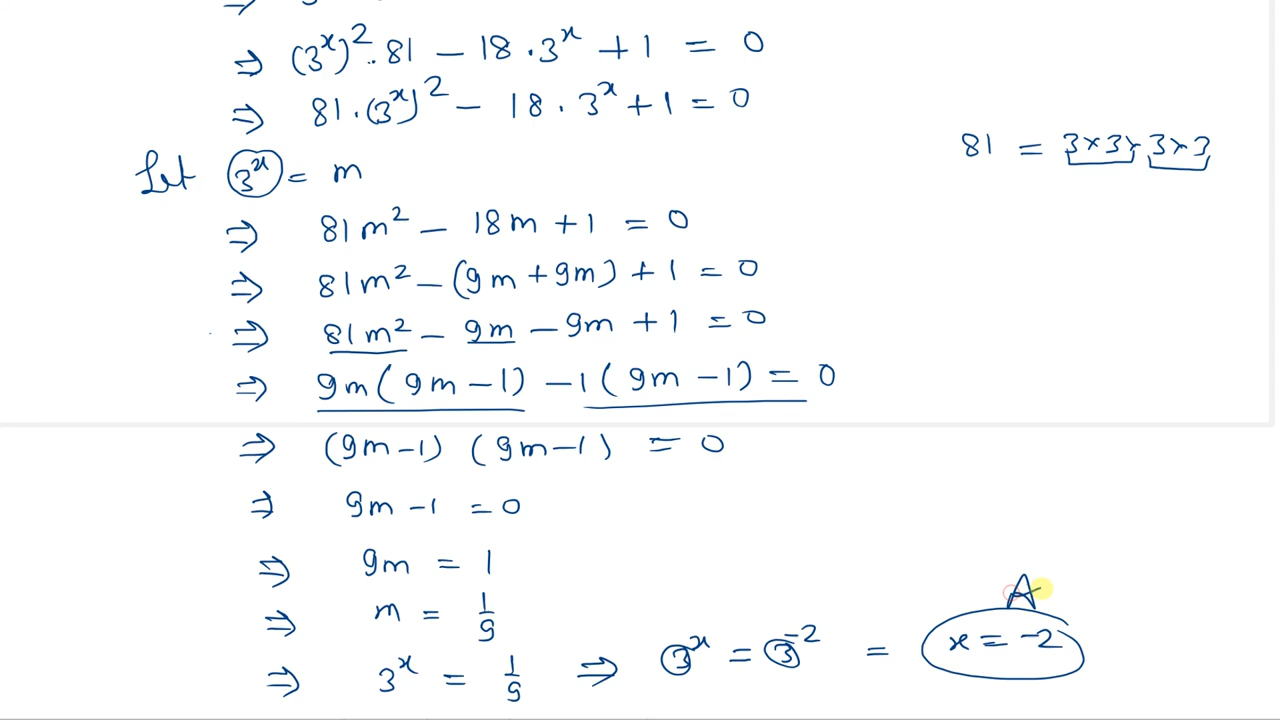 ⇒ (3^x)^2 . 81 − 18 . 3^x + 1 = 0
⇒ 81 . (3^x)^2 − 18 . 3^x + 1 = 0
81 = 3 × 3 × 3 × 3
Let 3^x = m
⇒ 81m^2 − 18m + 1 = 0
⇒ 81m^2 − (9m + 9m) + 1 = 0
⇒ 81m^2 − 9m − 9m + 1 = 0
⇒ 9m(9m − 1) − 1(9m − 1) = 0
⇒ (9m − 1) (9m − 1) = 0
⇒ 9m − 1 = 0
⇒ 9m = 1
⇒ m = 1/9
⇒ 3^x = 1/9 ⇒ 3^x = 3^−2 = x = −2
A